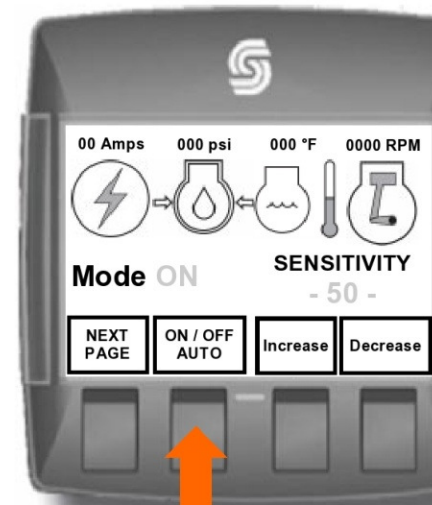 00 Amps 000 psi 000 °F 0000 RPM
Mode ON
SENSITIVITY
- 50 -
NEXT PAGE
ON / OFF AUTO
Increase
Decrease